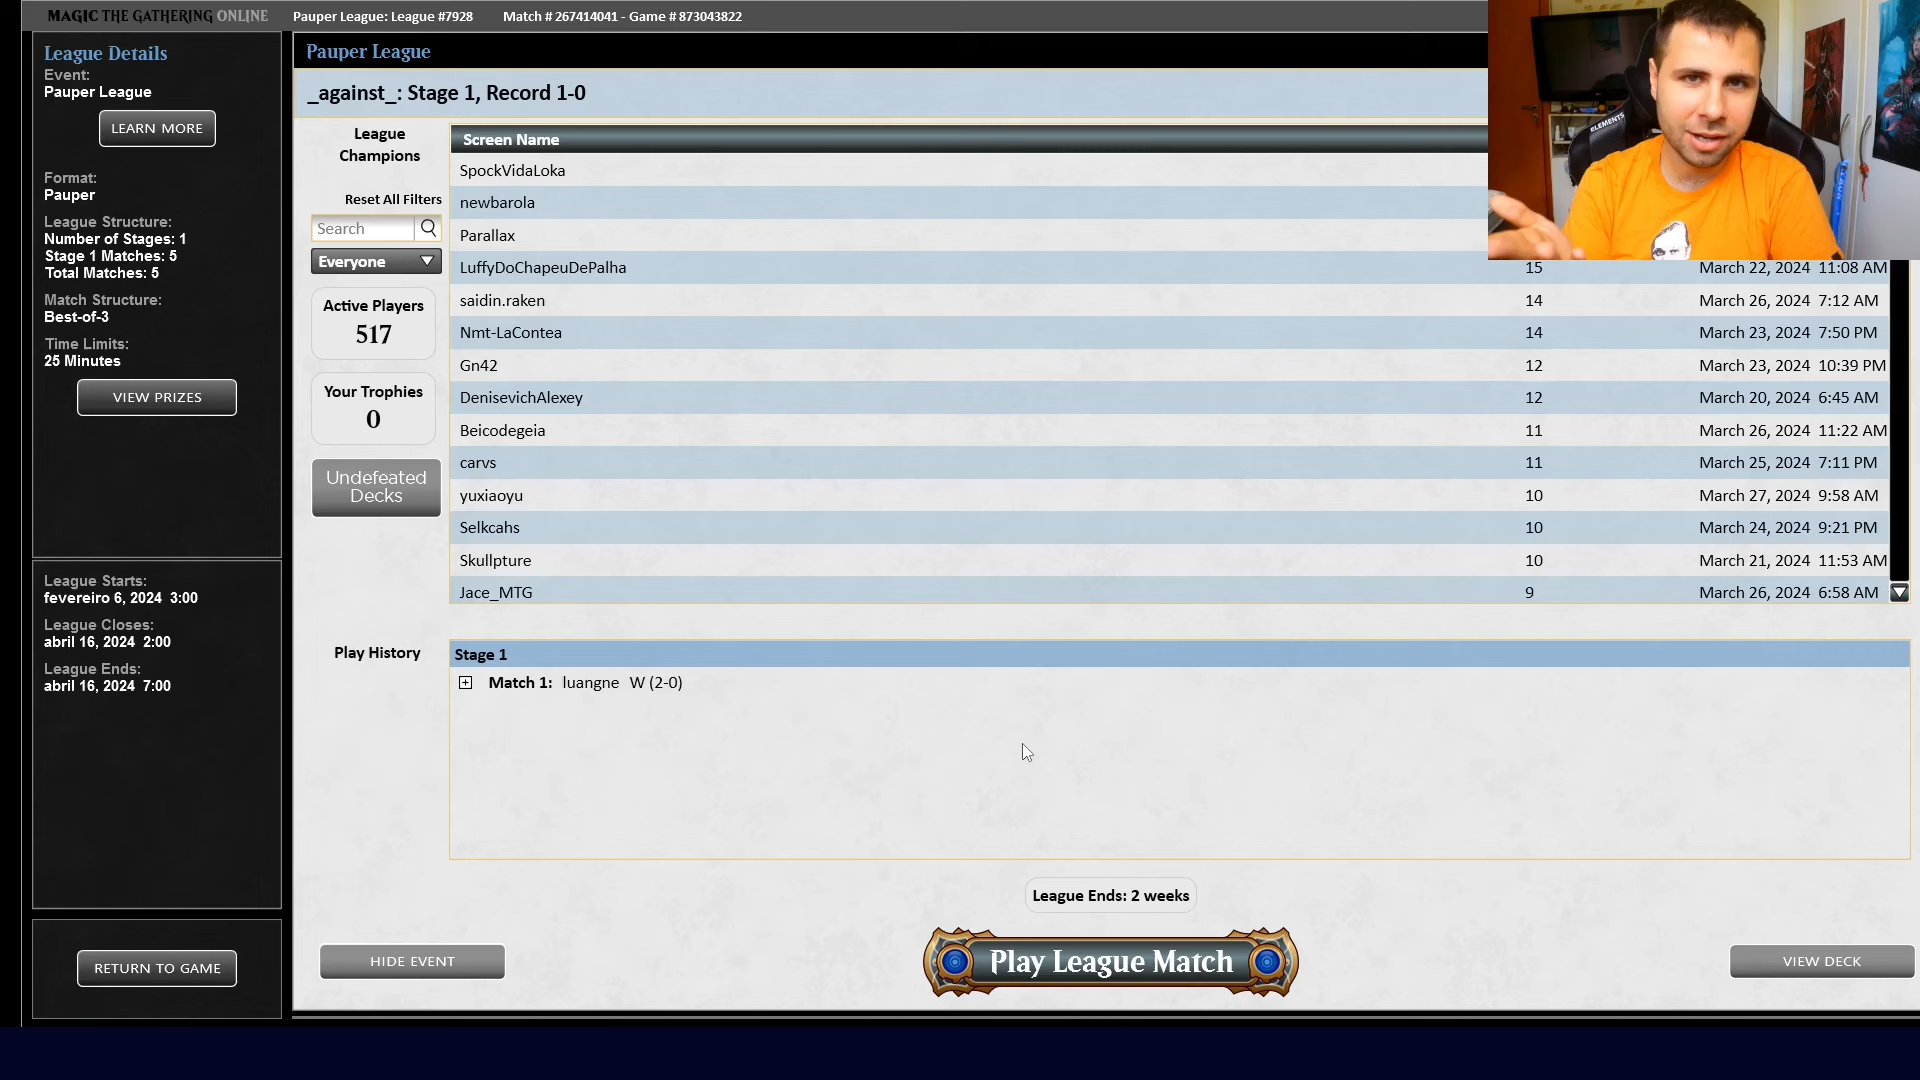 MAGIC THE GATHERING ONLINE
Pauper League: League #7928
Match # 267414041 - Game # 873043822
League Details
Event:
Pauper League
LEARN MORE
Format:
Pauper
League Structure:
Number of Stages: 1
Stage 1 Matches: 5
Total Matches: 5
Match Structure:
Best-of-3
Time Limits:
25 Minutes
VIEW PRIZES
League Starts:
fevereiro 6, 2024 3:00
League Closes:
abril 16, 2024 2:00
League Ends:
abril 16, 2024 7:00
RETURN TO GAME
Pauper League
_against_: Stage 1, Record 1-0
League
Champions
Reset All Filters
Search
Everyone
Active Players
517
Your Trophies
0
Undefeated
Decks
Screen Name
SpockVidaLoka
newbarola
Parallax
LuffyDoChapeuDePalha 15 March 22, 2024 11:08 AM
saidin.raken 14 March 26, 2024 7:12 AM
Nmt-LaContea 14 March 23, 2024 7:50 PM
Gn42 12 March 23, 2024 10:39 PM
DenisevichAlexey 12 March 20, 2024 6:45 AM
Beicodegeia 11 March 26, 2024 11:22 AM
carvs 11 March 25, 2024 7:11 PM
yuxiaoyu 10 March 27, 2024 9:58 AM
Selkcahs 10 March 24, 2024 9:21 PM
Skullpture 10 March 21, 2024 11:53 AM
Jace_MTG 9 March 26, 2024 6:58 AM
Play History
Stage 1
Match 1: luangne W (2-0)
League Ends: 2 weeks
HIDE EVENT
Play League Match
VIEW DECK
ELEMENTS